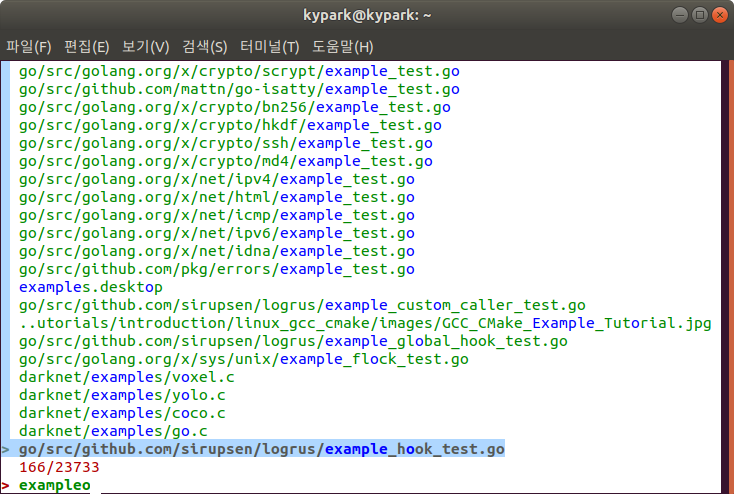 kypark@kypark: ~
파일(F) 편집(E) 보기(V) 검색(S) 터미널(T) 도움말(H)
go/src/golang.org/x/crypto/scrypt/example_test.go
go/src/github.com/mattn/go-isatty/example_test.go
go/src/golang.org/x/crypto/bn256/example_test.go
go/src/golang.org/x/crypto/hkdf/example_test.go
go/src/golang.org/x/crypto/ssh/example_test.go
go/src/golang.org/x/crypto/md4/example_test.go
go/src/golang.org/x/net/ipv4/example_test.go
go/src/golang.org/x/net/html/example_test.go
go/src/golang.org/x/net/icmp/example_test.go
go/src/golang.org/x/net/ipv6/example_test.go
go/src/golang.org/x/net/idna/example_test.go
go/src/github.com/pkg/errors/example_test.go
examples.desktop
go/src/github.com/sirupsen/logrus/example_custom_caller_test.go
..utorials/introduction/linux_gcc_cmake/images/GCC_CMake_Example_Tutorial.jpg
go/src/github.com/sirupsen/logrus/example_global_hook_test.go
go/src/golang.org/x/sys/unix/example_flock_test.go
darknet/examples/voxel.c
darknet/examples/yolo.c
darknet/examples/coco.c
darknet/examples/go.c
> go/src/github.com/sirupsen/logrus/example_hook_test.go
166/23733
> exampleo